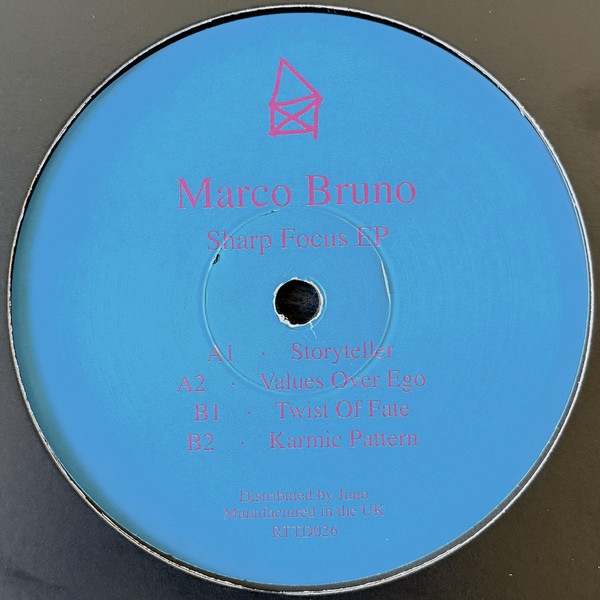 Marco Bruno
Sharp Focus EP
A1 · Storyteller
A2 · Values Over Ego
B1 · Twist Of Fate
B2 · Karmic Pattern
Distributed by Juno
Manufactured in the UK
RTTD026